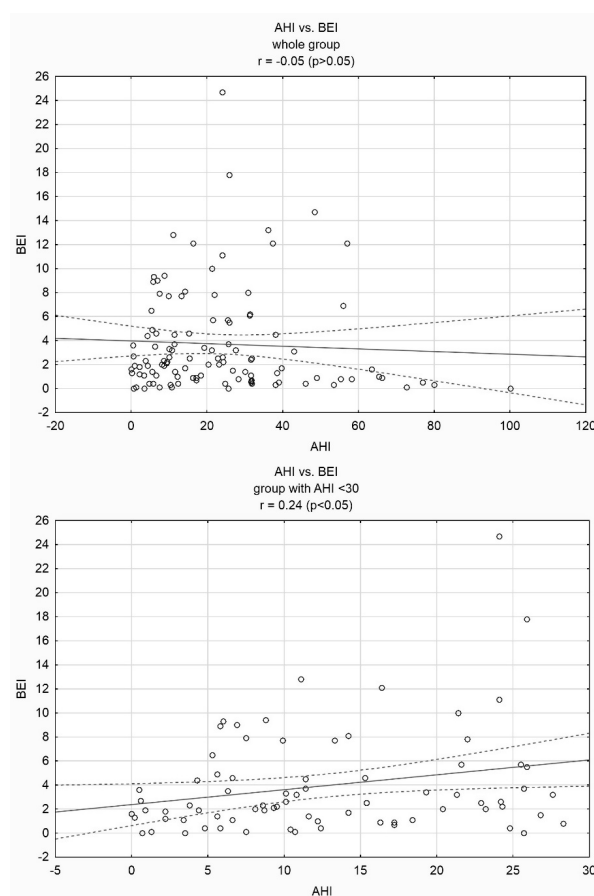 AHI vs. BEI
whole group
r = -0.05 (p>0.05)
26
24
22
20
18
16
14
12
10
8
6
4
2
0
-2
BEI
-20 0 20 40 60 80 100 120
AHI
AHI vs. BEI
group with AHI <30
r = 0.24 (p<0.05)
26
24
22
20
18
16
14
12
10
8
6
4
2
0
-2
BEI
-5 0 5 10 15 20 25 30
AHI